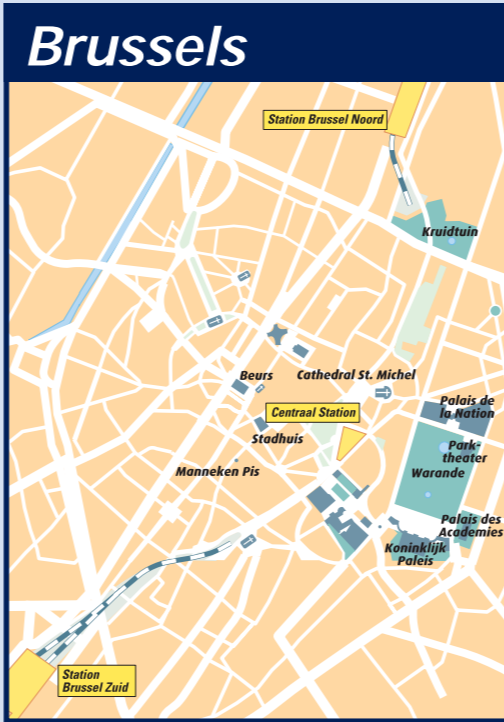 Brussels
Station Brussel Noord
Kruidtuin
Beurs
Cathedral St. Michel
Centraal Station
Palais de
la Nation
Stadhuis
Park-
theater
Manneken Pis
Warande
Palais des
Academies
Koninklijk
Paleis
Station
Brussel Zuid